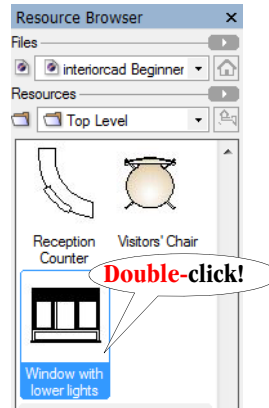 Resource Browser
Files
interiorcad Beginner
Resources
Top Level
Reception
Counter
Visitors' Chair
Double-click!
Window with
lower lights